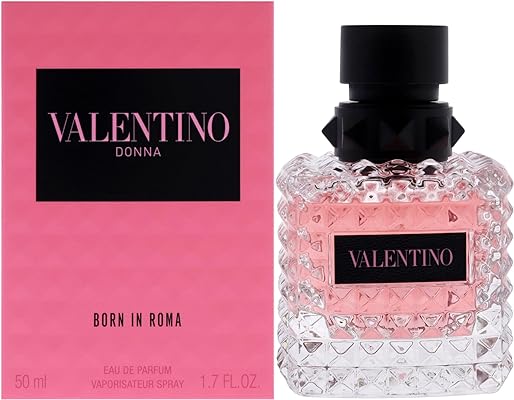 VALENTINO
DONNA
BORN IN ROMA
EAU DE PARFUM
50 ml VAPORISATEUR SPRAY 1.7 FL.OZ.
VALENTINO